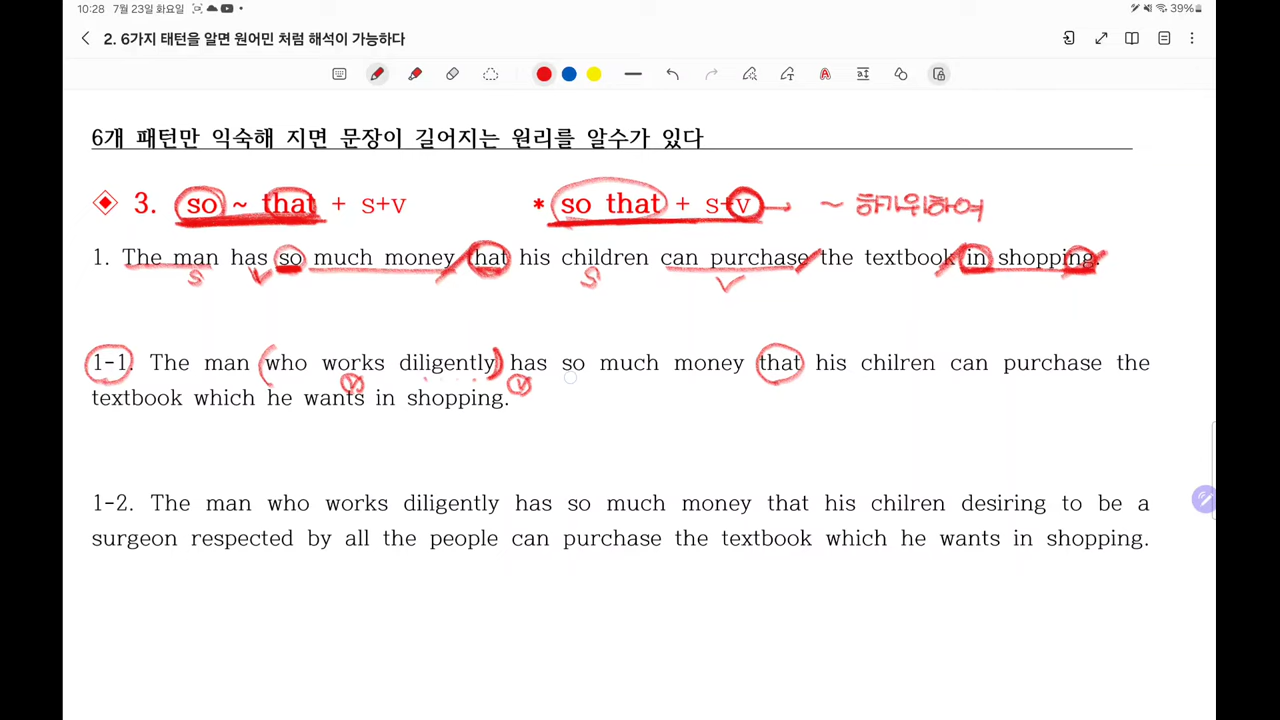 10:28 7월 23일 화요일
39%
2. 6가지 태턴을 알면 원어민 처럼 해석이 가능하다
6개 패턴만 익숙해 지면 문장이 길어지는 원리를 알수가 있다
3. so ~ that + s+v * so that + s+v → ~ 하기위하여
1. The man has so much money that his children can purchase the textbook in shopping.
s v s v
1-1. The man (who works diligently) has so much money that his chilren can purchase the
v v
textbook which he wants in shopping.
1-2. The man who works diligently has so much money that his chilren desiring to be a
surgeon respected by all the people can purchase the textbook which he wants in shopping.